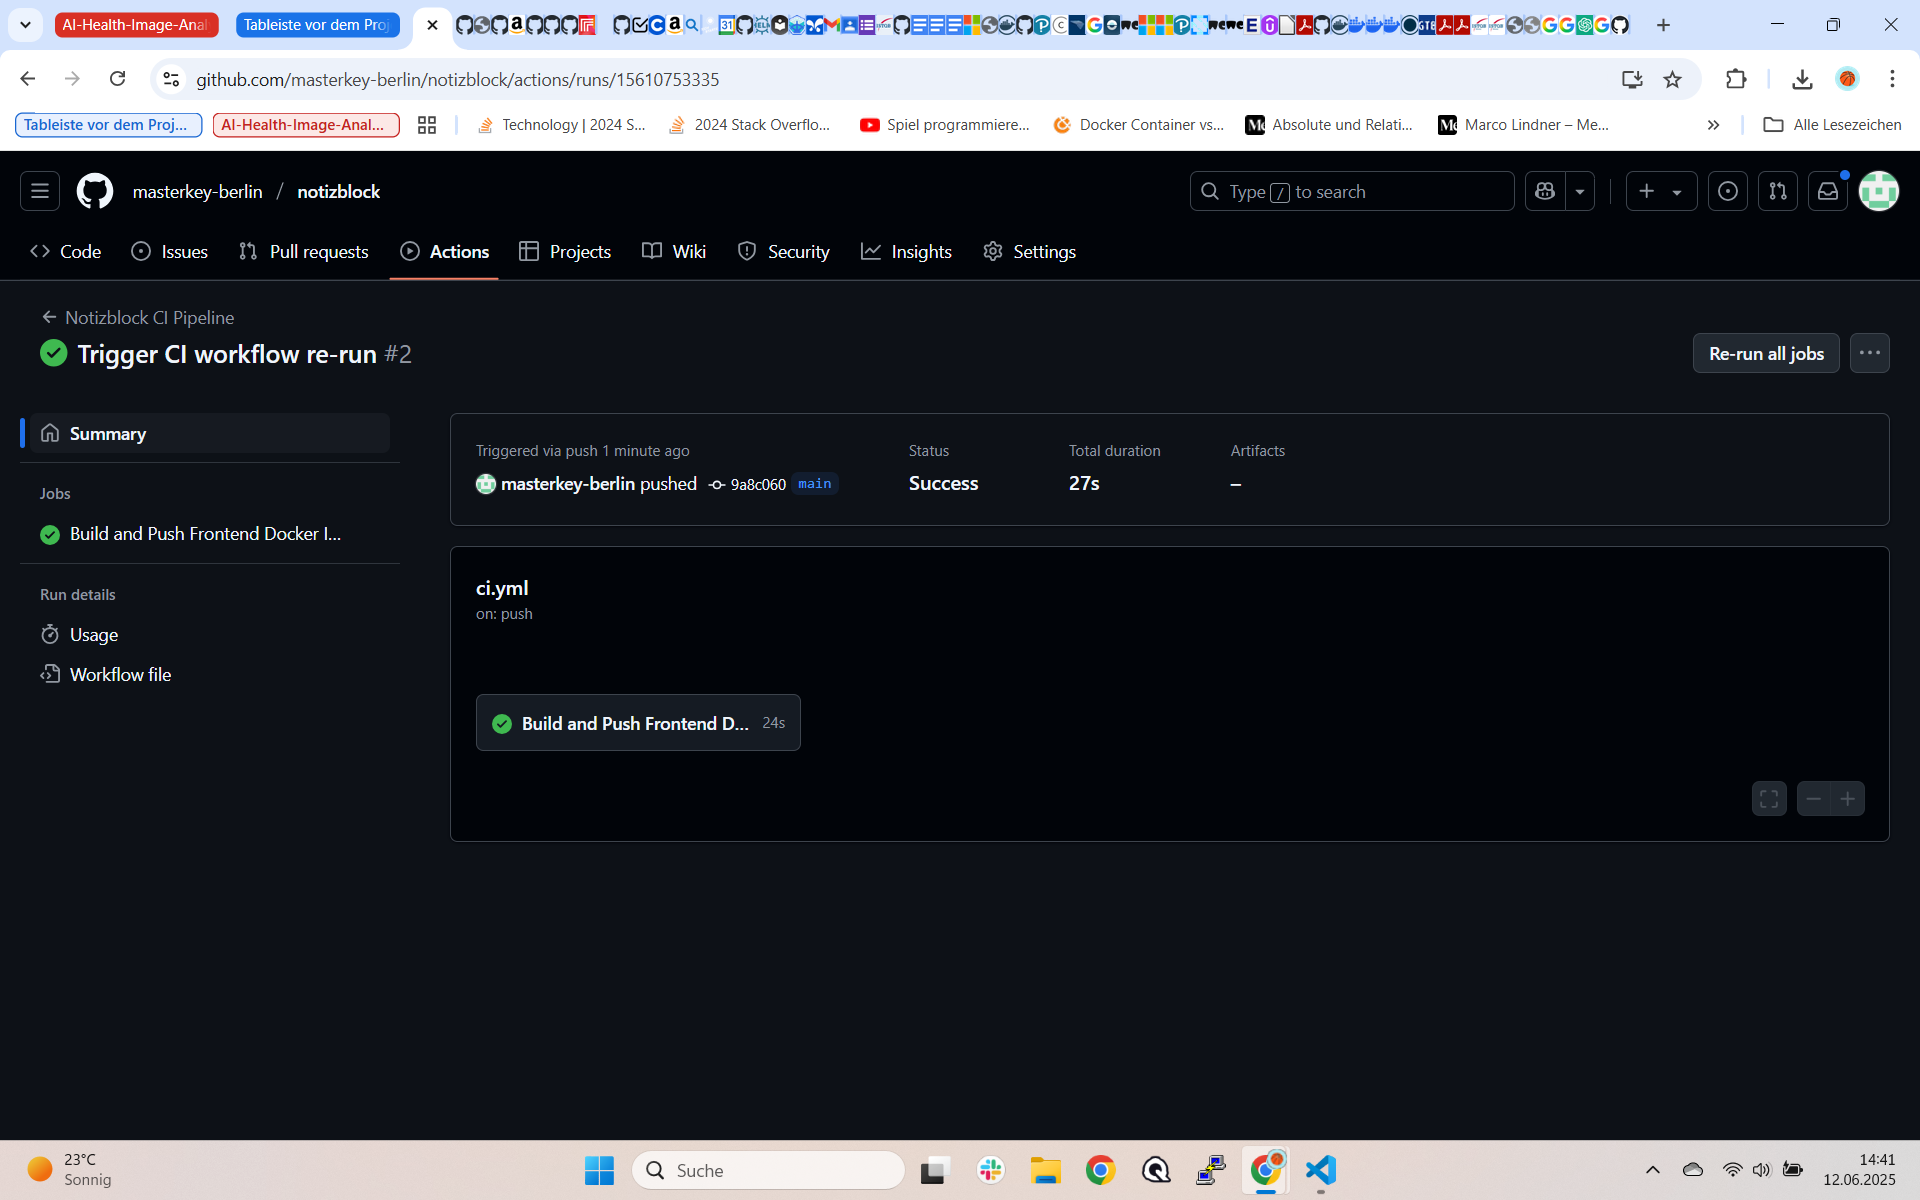 AI-Health-Image-Anal
Tableiste vor dem Proj
github.com/masterkey-berlin/notizblock/actions/runs/15610753335
Tableiste vor dem Proj...
AI-Health-Image-Anal...
Technology | 2024 S...
2024 Stack Overflo...
Spiel programmiere...
Docker Container vs...
Absolute und Relati...
Marco Lindner – Me...
Alle Lesezeichen
masterkey-berlin / notizblock
Type / to search
Code
Issues
Pull requests
Actions
Projects
Wiki
Security
Insights
Settings
Notizblock CI Pipeline
Trigger CI workflow re-run #2
Re-run all jobs
Summary
Jobs
Build and Push Frontend Docker I...
Run details
Usage
Workflow file
Triggered via push 1 minute ago
masterkey-berlin pushed 9a8c060 main
Status
Success
Total duration
27s
Artifacts
–
ci.yml
on: push
Build and Push Frontend D... 24s
23°C
Sonnig
Suche
14:41
12.06.2025